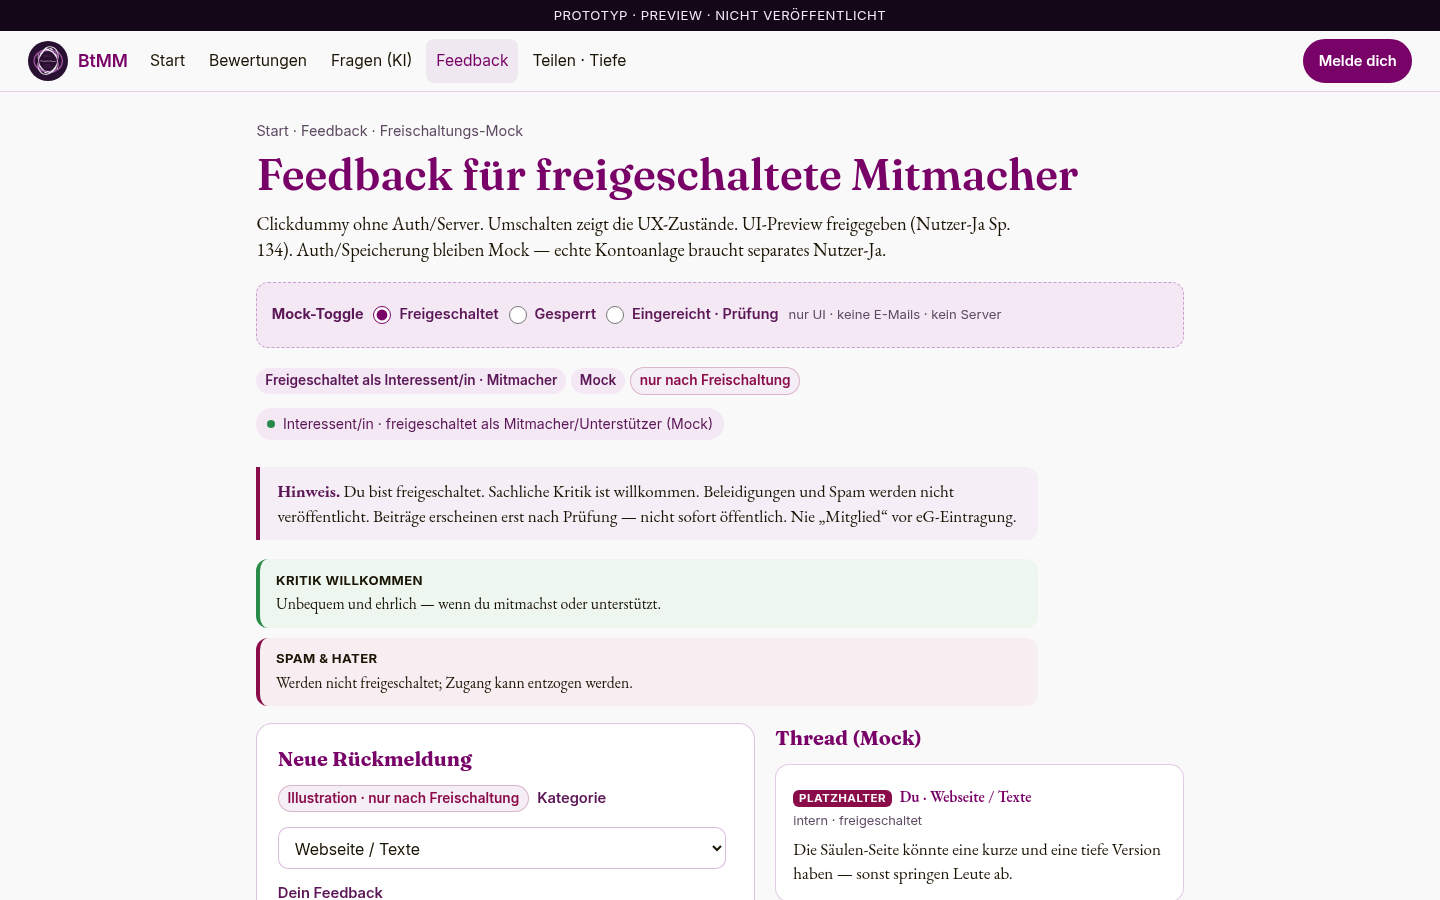 PROTOTYP · PREVIEW · NICHT VERÖFFENTLICHT
BtMM Start Bewertungen Fragen (KI) Feedback Teilen · Tiefe Melde dich
Start · Feedback · Freischaltungs-Mock
Feedback für freigeschaltete Mitmacher
Clickdummy ohne Auth/Server. Umschalten zeigt die UX-Zustände. UI-Preview freigegeben (Nutzer-Ja Sp.
134). Auth/Speicherung bleiben Mock — echte Kontoanlage braucht separates Nutzer-Ja.
Mock-Toggle Freigeschaltet Gesperrt Eingereicht · Prüfung nur UI · keine E-Mails · kein Server
Freigeschaltet als Interessent/in · Mitmacher Mock nur nach Freischaltung
Interessent/in · freigeschaltet als Mitmacher/Unterstützer (Mock)
Hinweis. Du bist freigeschaltet. Sachliche Kritik ist willkommen. Beleidigungen und Spam werden nicht
veröffentlicht. Beiträge erscheinen erst nach Prüfung — nicht sofort öffentlich. Nie „Mitglied“ vor eG-Eintragung.
KRITIK WILLKOMMEN
Unbequem und ehrlich — wenn du mitmachst oder unterstützt.
SPAM & HATER
Werden nicht freigeschaltet; Zugang kann entzogen werden.
Neue Rückmeldung
Illustration · nur nach Freischaltung Kategorie
Webseite / Texte
Dein Feedback
Thread (Mock)
PLATZHALTER Du · Webseite / Texte
intern · freigeschaltet
Die Säulen-Seite könnte eine kurze und eine tiefe Version
haben — sonst springen Leute ab.